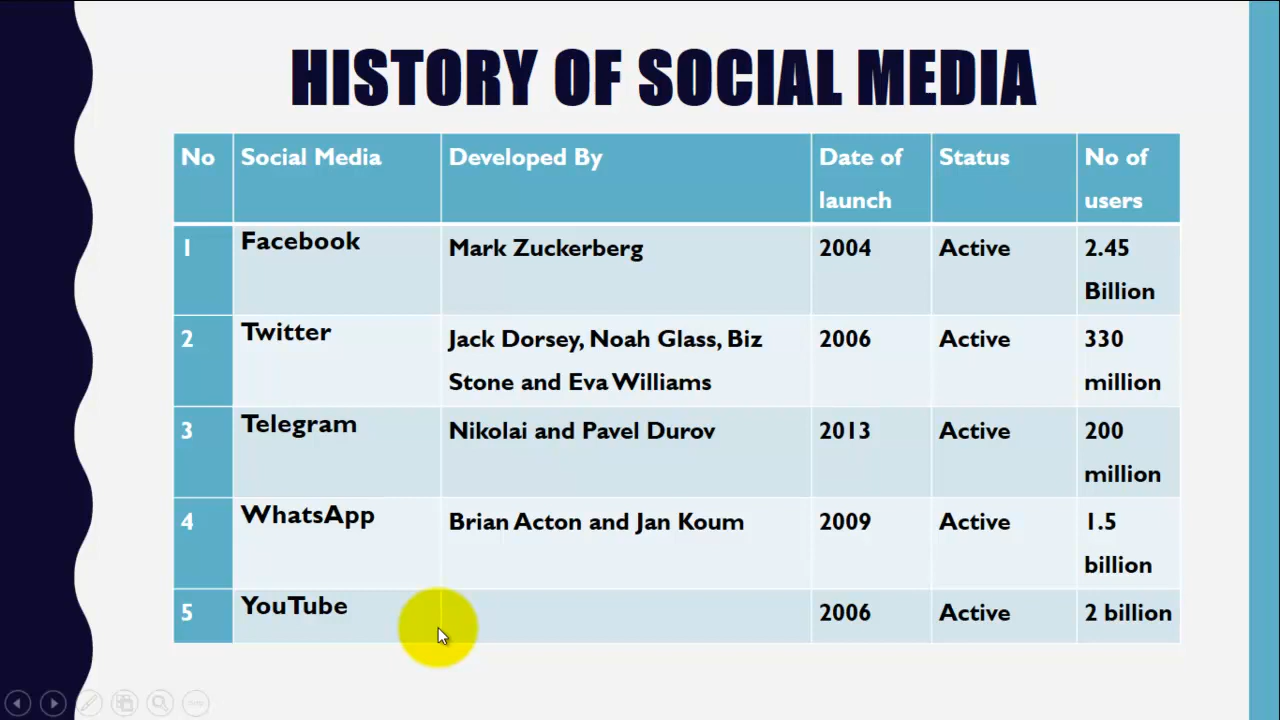 HISTORY OF SOCIAL MEDIA
No Social Media Developed By Date of launch Status No of users
1 Facebook Mark Zuckerberg 2004 Active 2.45 Billion
2 Twitter Jack Dorsey, Noah Glass, Biz Stone and Eva Williams 2006 Active 330 million
3 Telegram Nikolai and Pavel Durov 2013 Active 200 million
4 WhatsApp Brian Acton and Jan Koum 2009 Active 1.5 billion
5 YouTube 2006 Active 2 billion